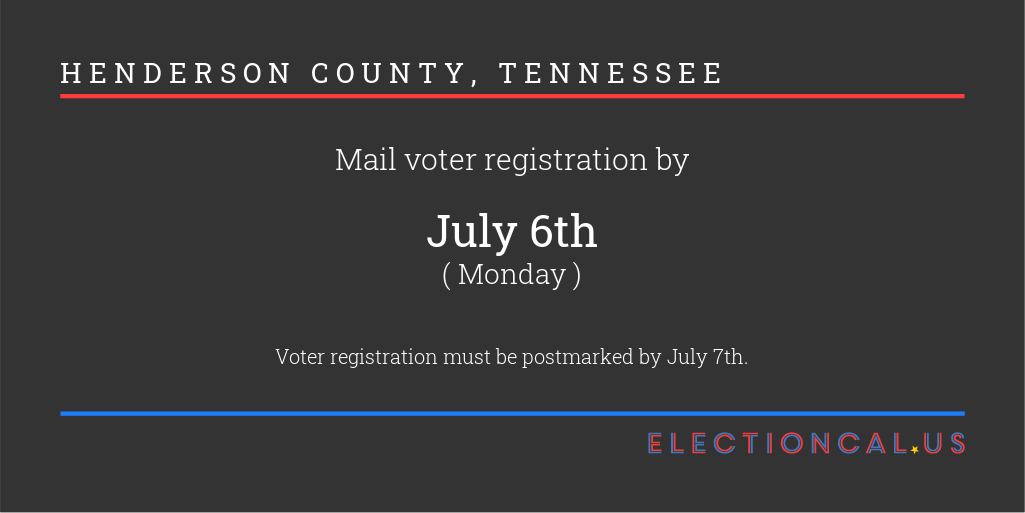 HENDERSON COUNTY, TENNESSEE
Mail voter registration by
July 6th
( Monday )
Voter registration must be postmarked by July 7th.
ELECTIONCAL.US